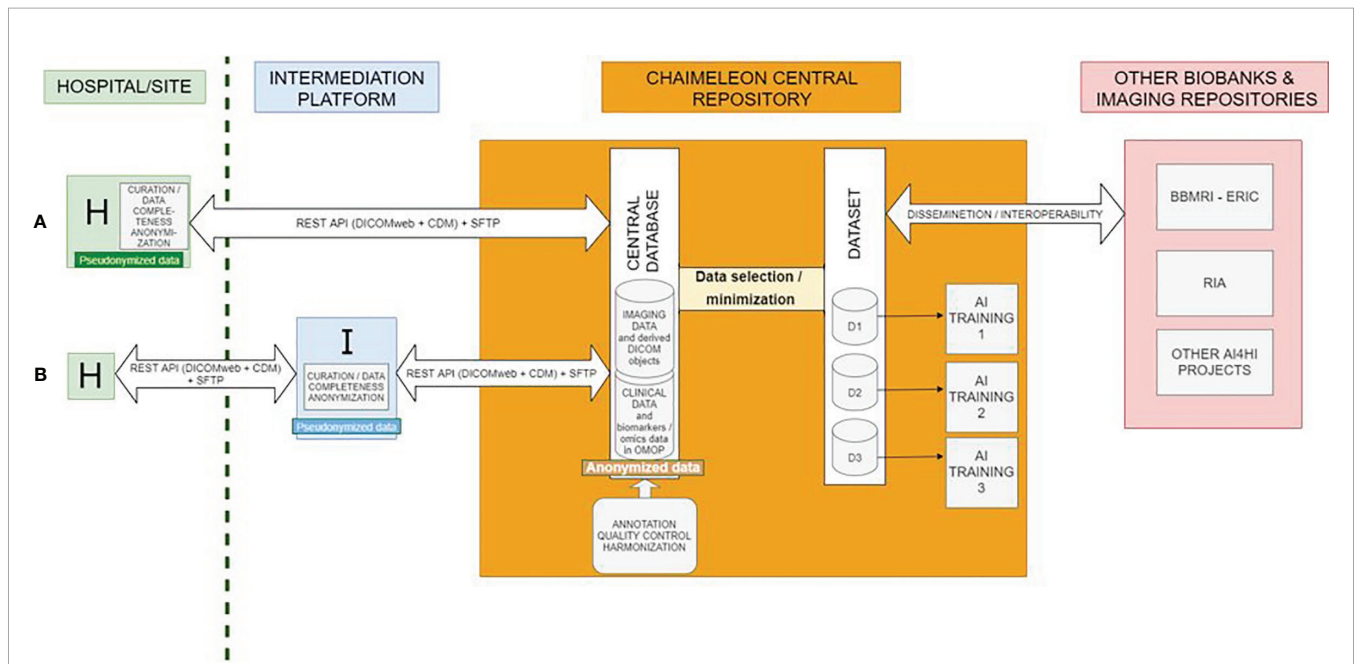 HOSPITAL/SITE
INTERMEDIATION
PLATFORM
CHAIMELEON CENTRAL
REPOSITORY
OTHER BIOBANKS &
IMAGING REPOSITORIES
A
H
CURATION /
DATA
COMPLE-
TENESS
ANONYMI-
ZATION
Pseudonymized data
REST API (DICOMweb + CDM) + SFTP
CENTRAL
DATABASE
IMAGING
DATA
and derived
DICOM
objects
CLINICAL
DATA
and
biomarkers /
omics data
in OMOP
Anonymized data
ANNOTATION
QUALITY CONTROL
HARMONIZATION
Data selection /
minimization
DATASET
D1
D2
D3
AI
TRAINING
1
AI
TRAINING
2
AI
TRAINING
3
DISSEMINETION / INTEROPERABILITY
BBMRI - ERIC
RIA
OTHER AI4HI
PROJECTS
B
H
REST API (DICOMweb + CDM)
+ SFTP
I
CURATION / DATA
COMPLETENESS
ANONYMIZATION
Pseudonymized data
REST API (DICOMweb + CDM) + SFTP